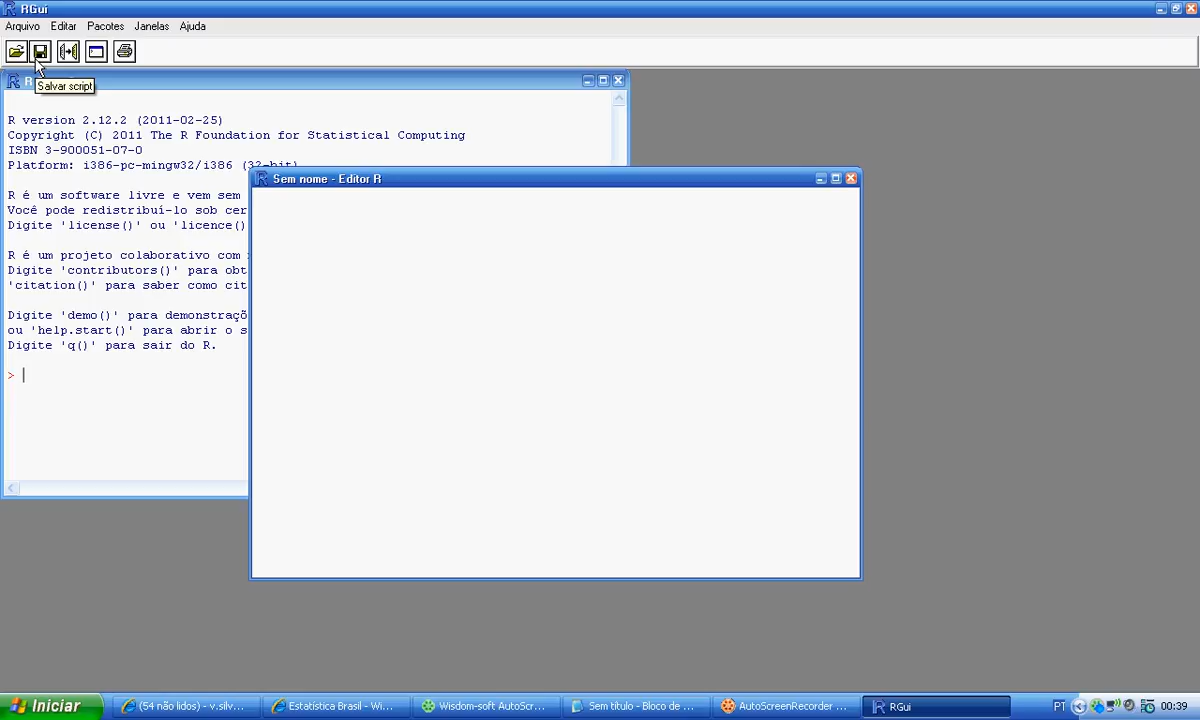 RGui
Arquivo Editar Pacotes Janelas Ajuda
Salvar script
R version 2.12.2 (2011-02-25)
Copyright (C) 2011 The R Foundation for Statistical Computing
ISBN 3-900051-07-0
Platform: i386-pc-mingw32/i386 (32-bit)
R é um software livre e vem sem
Você pode redistribuí-lo sob cer
Digite 'license()' ou 'licence()
R é um projeto colaborativo com
Digite 'contributors()' para obt
'citation()' para saber como cit
Digite 'demo()' para demonstraçõ
ou 'help.start()' para abrir o s
Digite 'q()' para sair do R.
>
Sem nome - Editor R
Iniciar (54 não lidos) - v.silv... Estatística Brasil - Wi... Wisdom-soft AutoScr... Sem título - Bloco de ... AutoScreenRecorder ... RGui PT 00:39